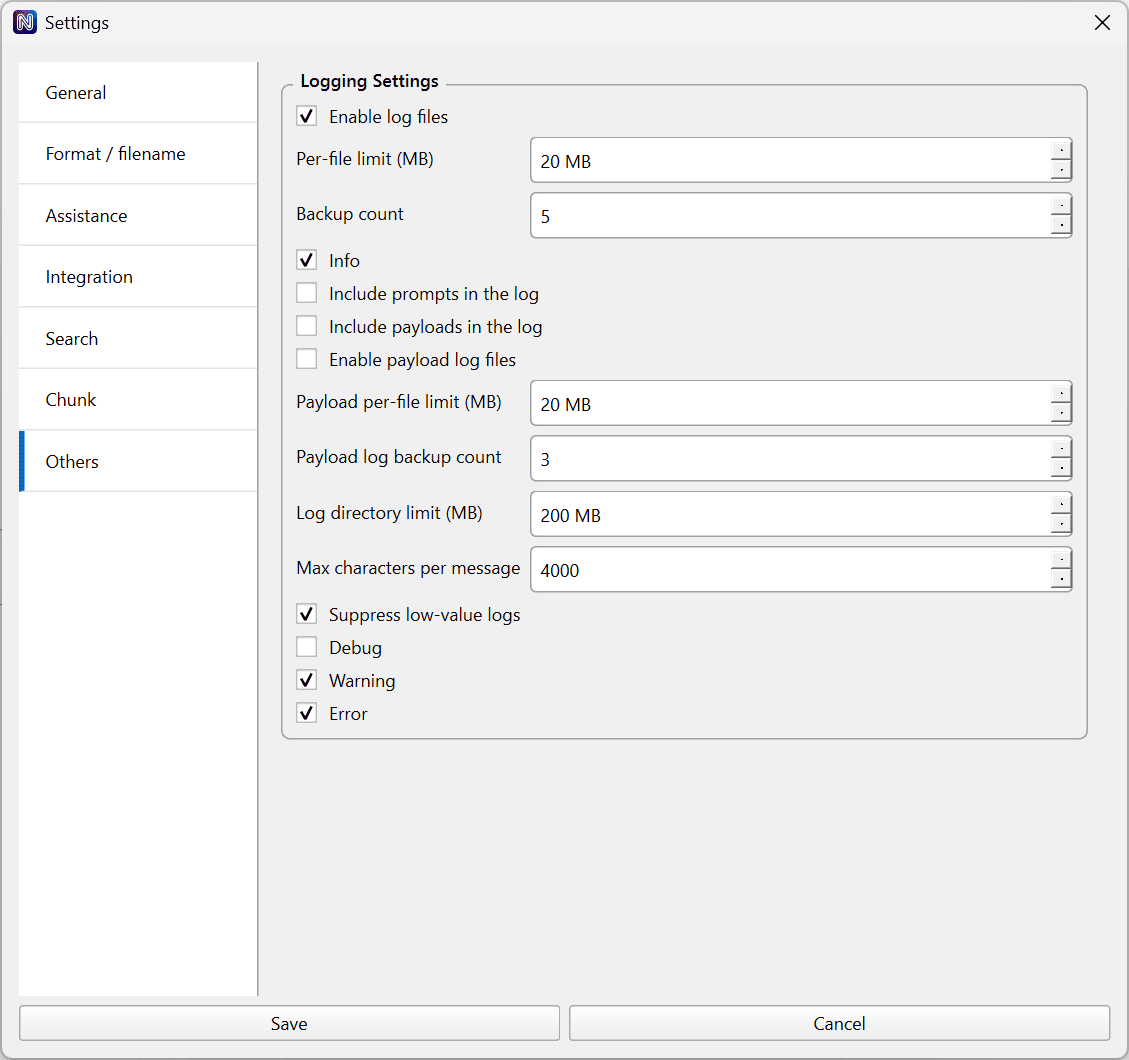 Settings
General
Format / filename
Assistance
Integration
Search
Chunk
Others
Logging Settings
Enable log files
Per-file limit (MB) 20 MB
Backup count 5
Info
Include prompts in the log
Include payloads in the log
Enable payload log files
Payload per-file limit (MB) 20 MB
Payload log backup count 3
Log directory limit (MB) 200 MB
Max characters per message 4000
Suppress low-value logs
Debug
Warning
Error
Save Cancel